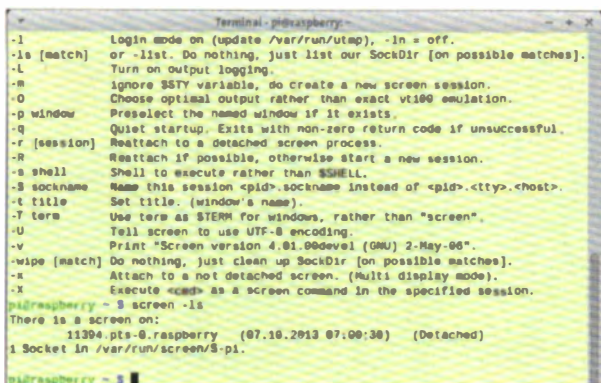 Terminal - pi@raspberry:~
-l Login mode on (update /var/run/utmp), -ln = off.
-ls [match] or -list. Do nothing, just list our SockDir [on possible matches].
-L Turn on output logging.
-m ignore $STY variable, do create a new screen session.
-O Choose optimal output rather than exact vt100 emulation.
-p window Preselect the named window if it exists.
-q Quiet startup. Exits with non-zero return code if unsuccessful.
-r [session] Reattach to a detached screen process.
-R Reattach if possible, otherwise start a new session.
-s shell Shell to execute rather than $SHELL.
-S sockname Name this session <pid>.sockname instead of <pid>.<tty>.<host>.
-t title Set title. (window's name).
-T term Use term as $TERM for windows, rather than "screen".
-U Tell screen to use UTF-8 encoding.
-v Print "Screen version 4.01.00devel (GNU) 2-May-06".
-wipe [match] Do nothing, just clean up SockDir [on possible matches].
-x Attach to a not detached screen. (Multi display mode).
-X Execute <cmd> as a screen command in the specified session.
pi@raspberry ~ $ screen -ls
There is a screen on:
11394.pts-0.raspberry (07.10.2013 07:00:30) (Detached)
1 Socket in /var/run/screen/S-pi.
pi@raspberry ~ $